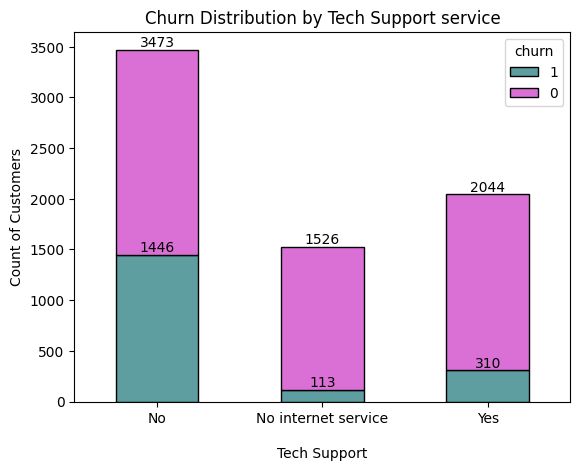 Churn Distribution by Tech Support service
churn
1
0
Count of Customers
3500
3000
2500
2000
1500
1000
500
0
3473
1446
1526
113
2044
310
No
No internet service
Yes
Tech Support